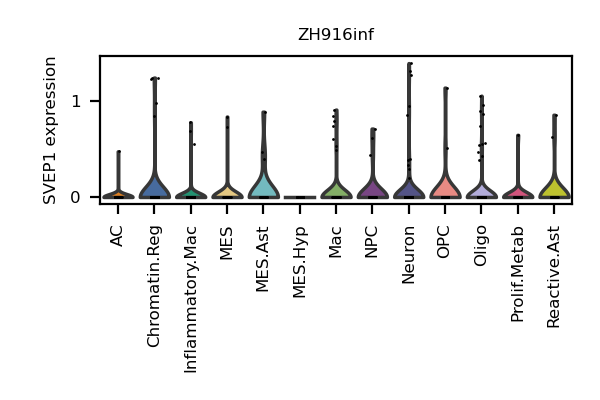 ZH916inf
SVEP1 expression
1
0
AC
Chromatin.Reg
Inflammatory.Mac
MES
MES.Ast
MES.Hyp
Mac
NPC
Neuron
OPC
Oligo
Prolif.Metab
Reactive.Ast